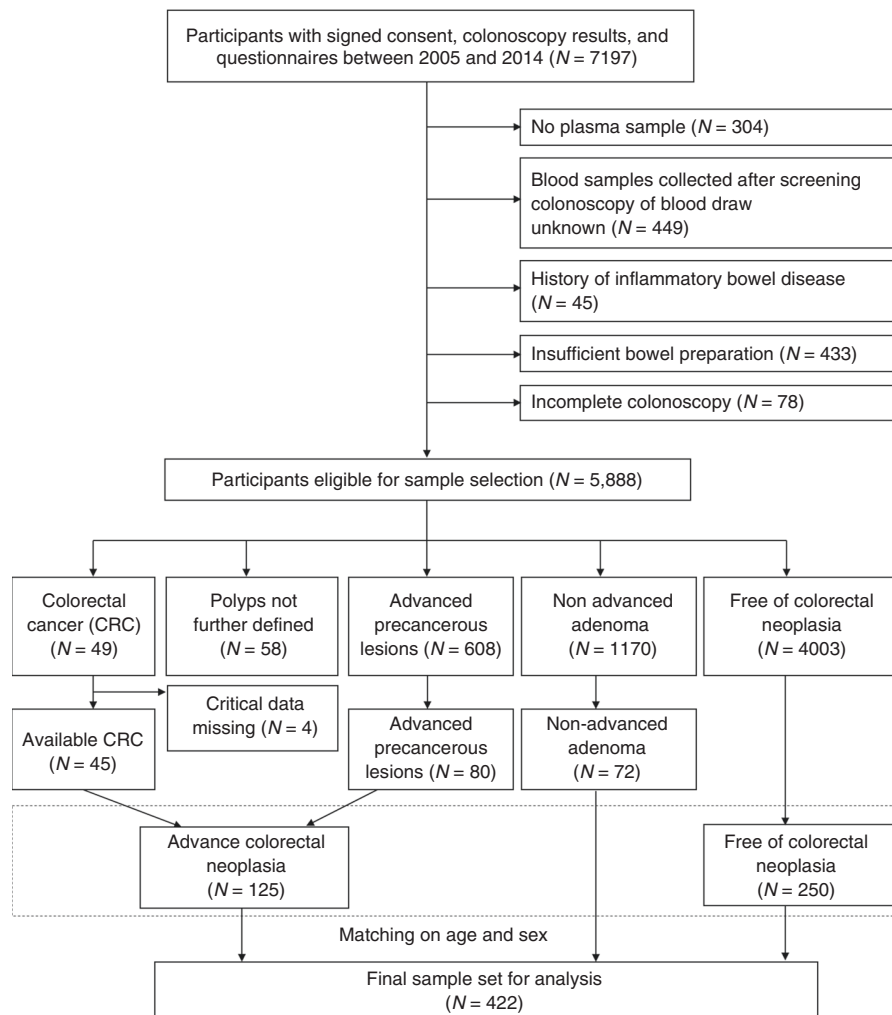 Participants with signed consent, colonoscopy results, and
questionnaires between 2005 and 2014 (N = 7197)
No plasma sample (N = 304)
Blood samples collected after screening
colonoscopy of blood draw
unknown (N = 449)
History of inflammatory bowel disease
(N = 45)
Insufficient bowel preparation (N = 433)
Incomplete colonoscopy (N = 78)
Participants eligible for sample selection (N = 5,888)
Colorectal
cancer (CRC)
(N = 49)
Polyps not
further defined
(N = 58)
Advanced
precancerous
lesions (N = 608)
Non advanced
adenoma
(N = 1170)
Free of colorectal
neoplasia
(N = 4003)
Critical data
missing (N = 4)
Available CRC
(N = 45)
Advanced
precancerous
lesions (N = 80)
Non-advanced
adenoma
(N = 72)
Advance colorectal
neoplasia
(N = 125)
Free of colorectal
neoplasia
(N = 250)
Matching on age and sex
Final sample set for analysis
(N = 422)